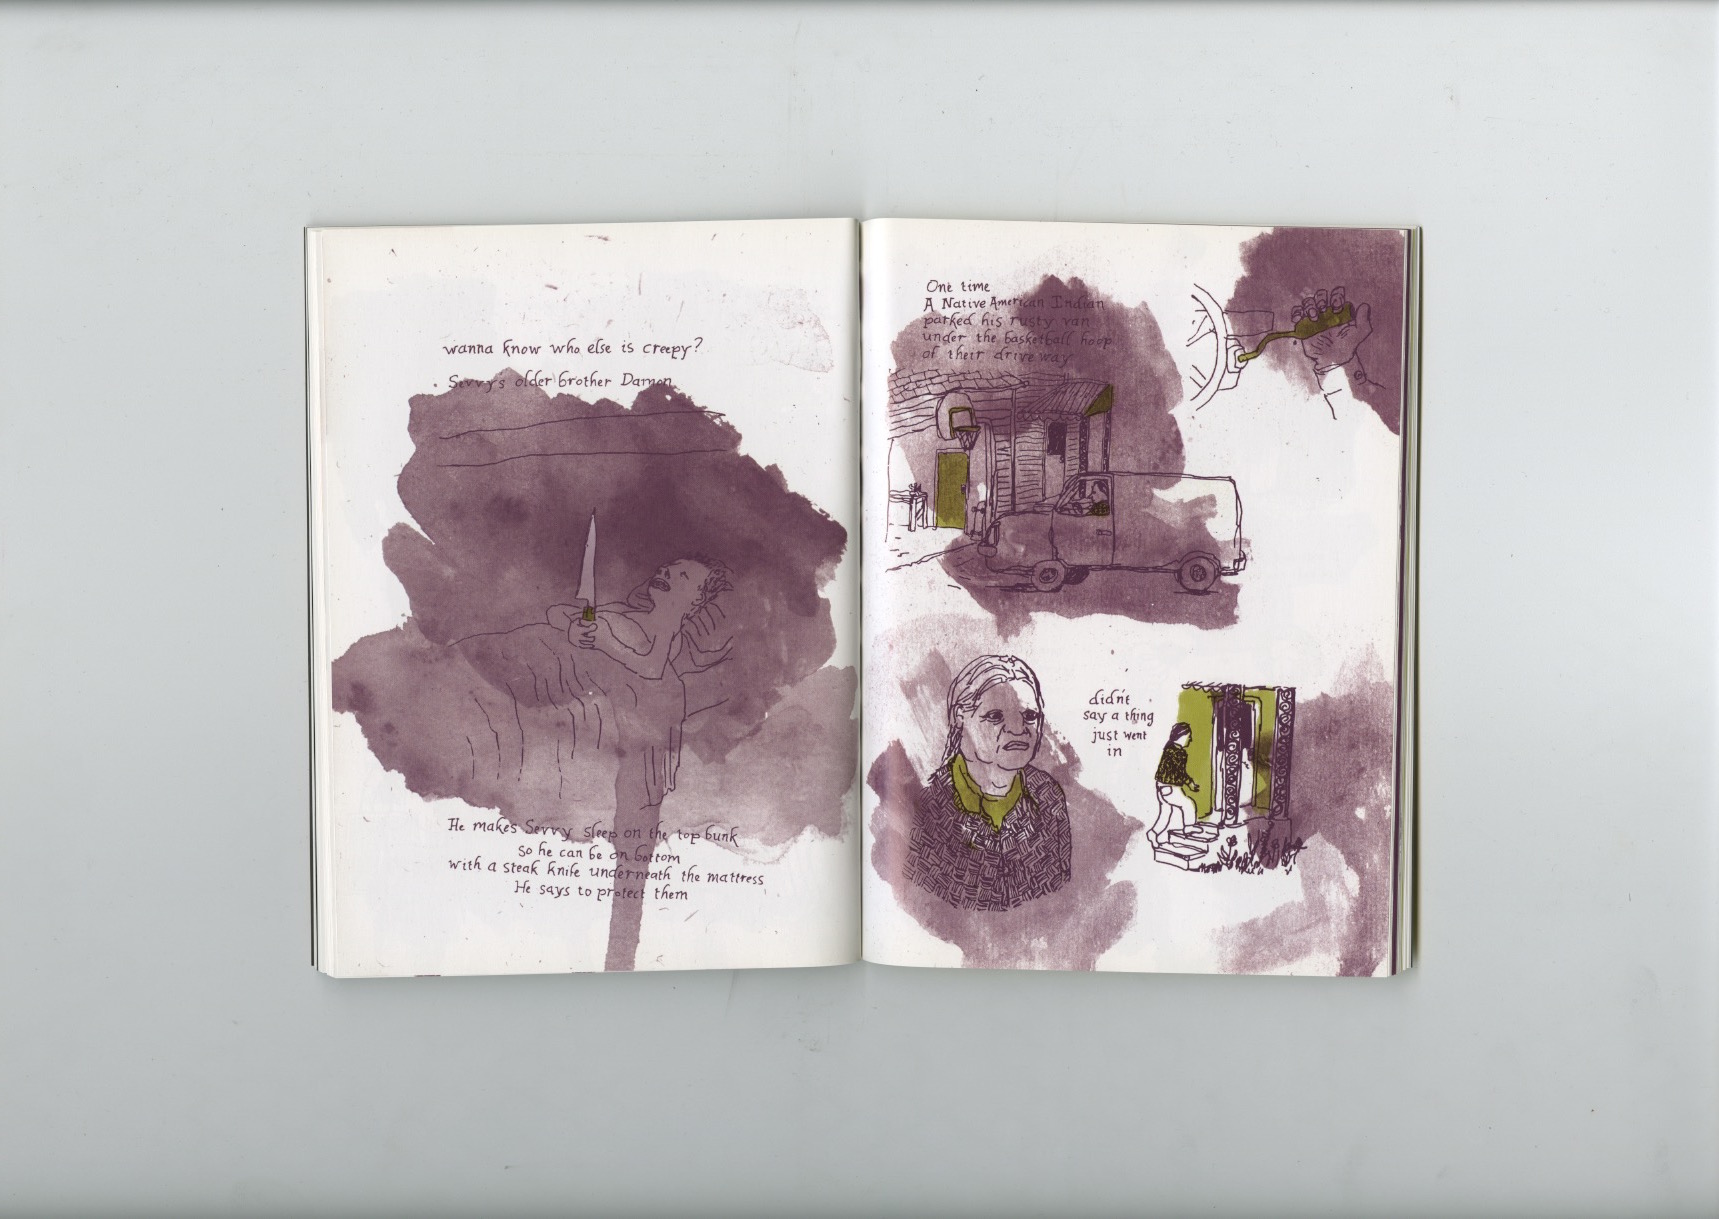 wanna know who else is creepy?
Sevvy's older brother Damon
He makes Sevvy sleep on the top bunk
So he can be on bottom
with a steak knife underneath the mattress
He says to protect them
One time
A Native American Indian
parked his rusty van
under the basketball hoop
of their drive way
didn't
say a thing
just went
in